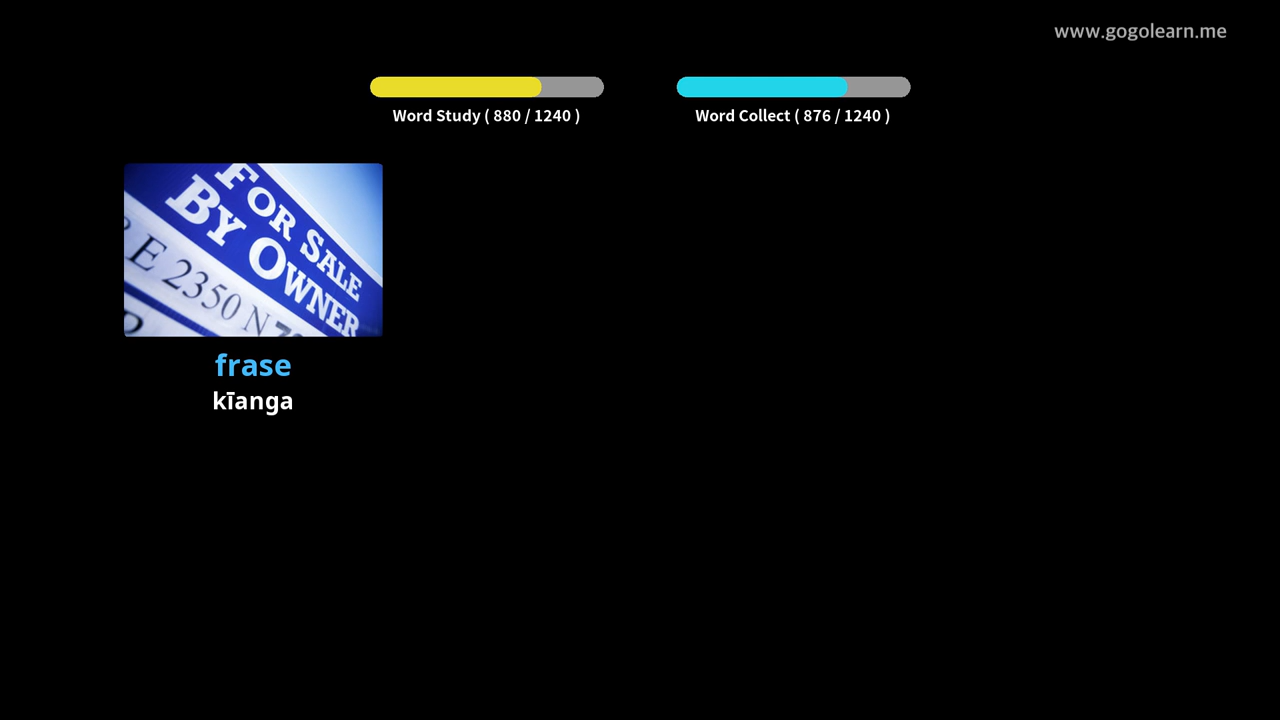 www.gogolearn.me
Word Study ( 880 / 1240 )
Word Collect ( 876 / 1240 )
FOR SALE
BY OWNER
E 2350 N
frase
kīanga